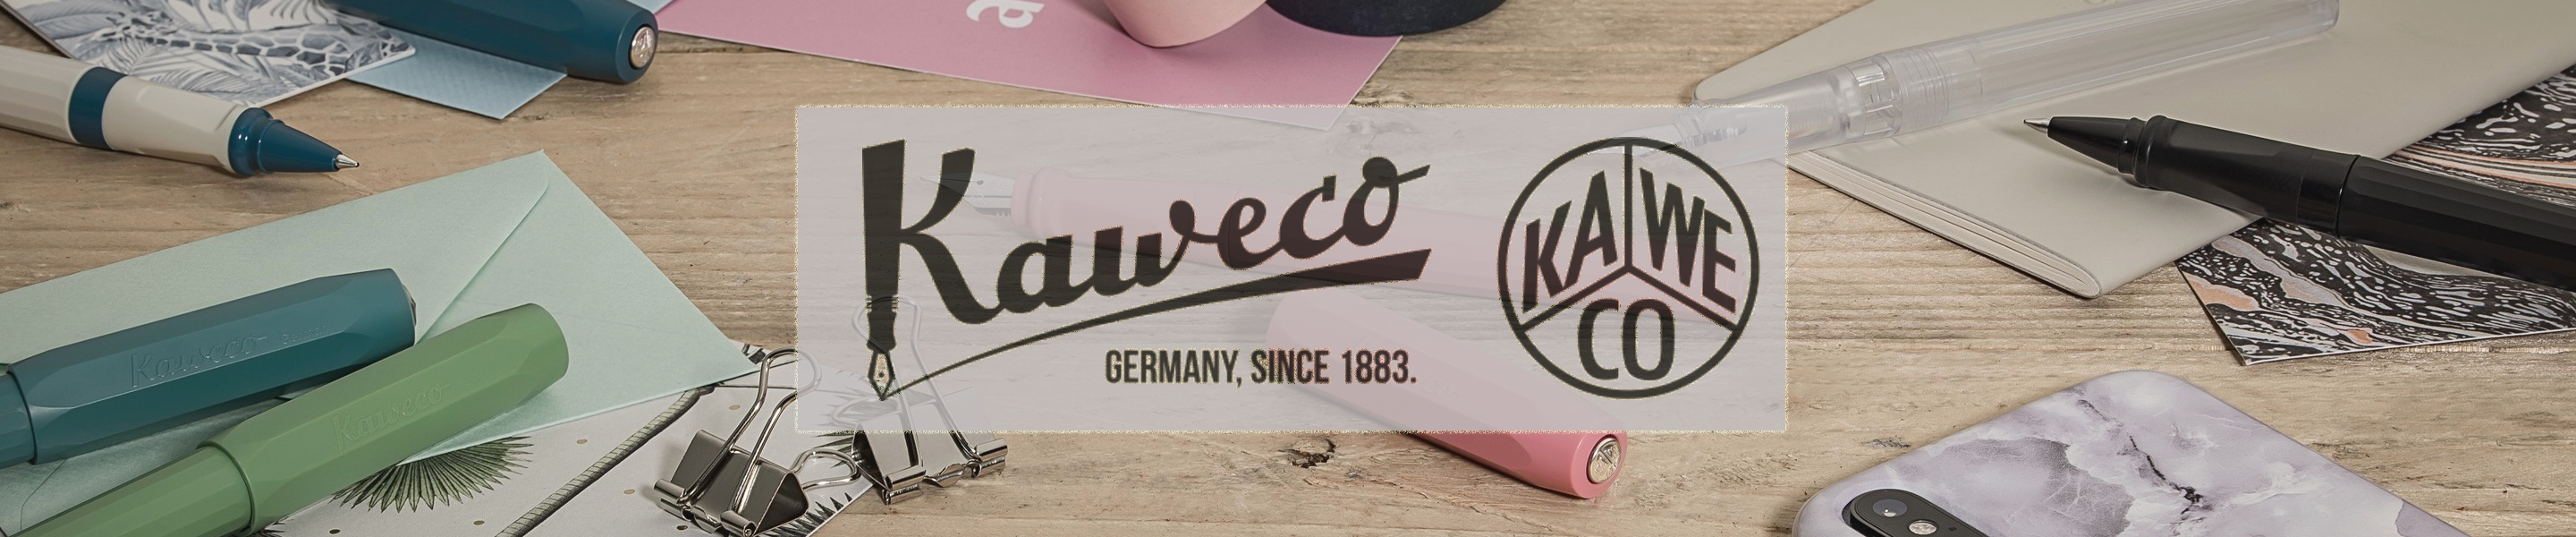 Kaweco
GERMANY, SINCE 1883.
KA WE
CO
Kaweco
Kaweco